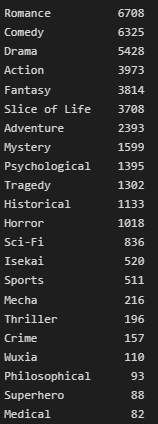 Romance 6708
Comedy 6325
Drama 5428
Action 3973
Fantasy 3814
Slice of Life 3708
Adventure 2393
Mystery 1599
Psychological 1395
Tragedy 1302
Historical 1133
Horror 1018
Sci-Fi 836
Isekai 520
Sports 511
Mecha 216
Thriller 196
Crime 157
Wuxia 110
Philosophical 93
Superhero 88
Medical 82